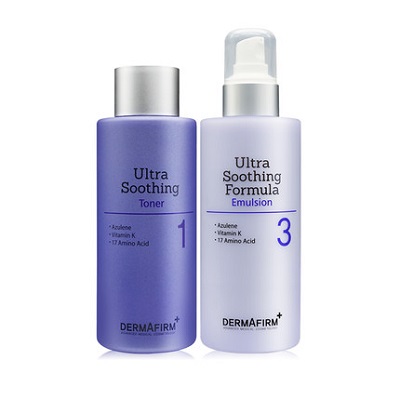 Ultra
Soothing
Toner
• Azulene
• Vitamin K
• 17 Amino Acid
1
DERMAFIRM+
Ultra
Soothing
Formula
Emulsion
• Azulene
• Vitamin K
• 17 Amino Acid
3
DERMAFIRM+